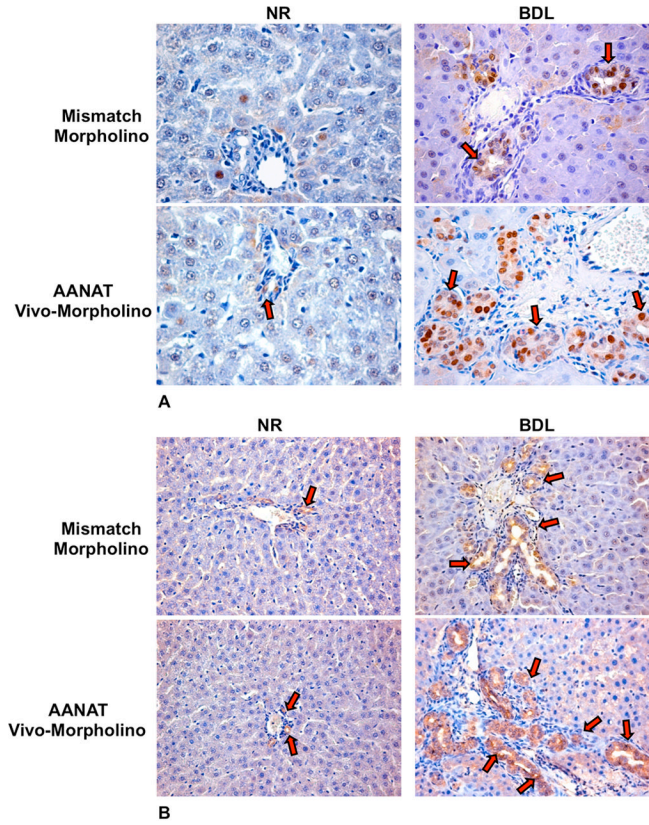 NR
BDL
Mismatch
Morpholino
AANAT
Vivo-Morpholino
A
NR
BDL
Mismatch
Morpholino
AANAT
Vivo-Morpholino
B